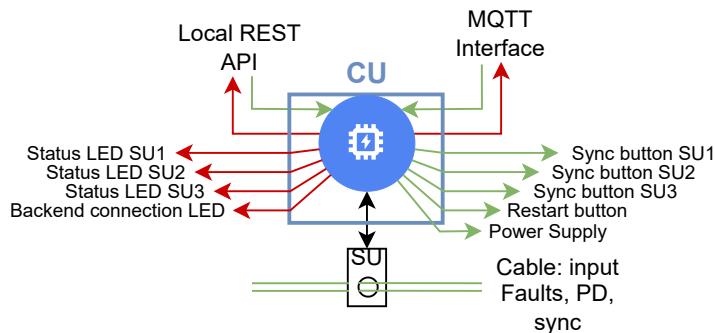 Local REST
API
MQTT
Interface
CU
Status LED SU1
Status LED SU2
Status LED SU3
Backend connection LED
Sync button SU1
Sync button SU2
Sync button SU3
Restart button
Power Supply
SU
Cable: input
Faults, PD,
sync